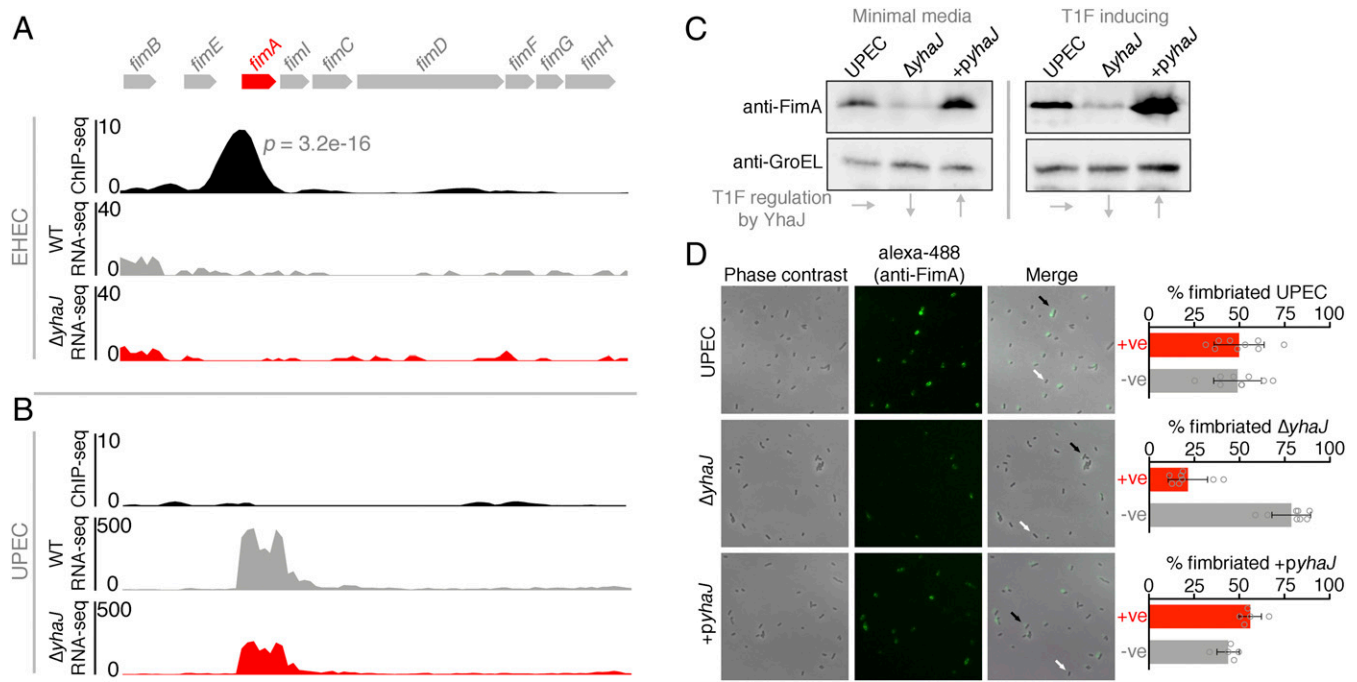 A
fimB
fimE
fimA
fimI
fimC
fimD
fimF
fimG
fimH
EHEC
ChIP-seq
10
0
p = 3.2e-16
WT
RNA-seq
40
0
ΔyhaJ
RNA-seq
40
0
B
UPEC
ChIP-seq
10
0
WT
RNA-seq
500
0
ΔyhaJ
RNA-seq
500
0
C
Minimal media
T1F inducing
UPEC
ΔyhaJ
+pyhaJ
UPEC
ΔyhaJ
+pyhaJ
anti-FimA
anti-GroEL
T1F regulation
by YhaJ
D
Phase contrast
alexa-488
(anti-FimA)
Merge
UPEC
ΔyhaJ
+pyhaJ
% fimbriated UPEC
0 25 50 75 100
+ve
-ve
% fimbriated ΔyhaJ
0 25 50 75 100
+ve
-ve
% fimbriated +pyhaJ
0 25 50 75 100
+ve
-ve